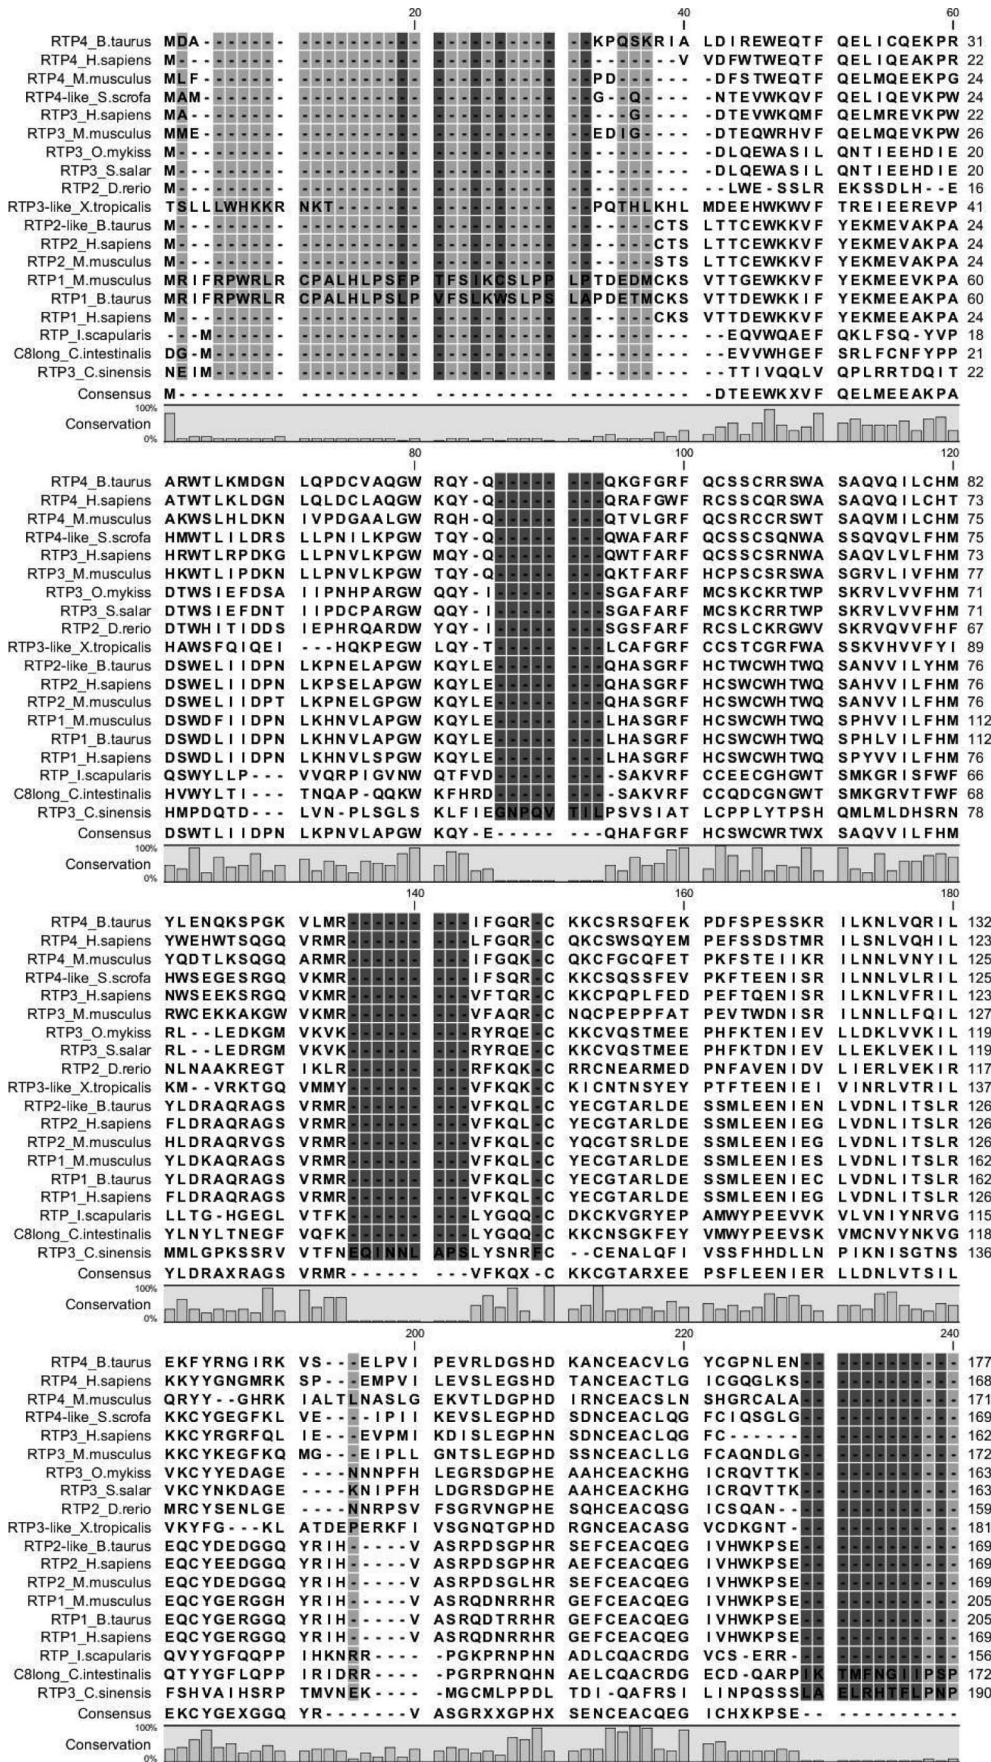 20 40 60
RTP4_B.taurus MDA------- ---------- ---------- --KPQSKRIA LDIREWEQTF QELICQEKPR 31
RTP4_H.sapiens M--------- ---------- ---------- ---------V VDFWTWEQTF QELIQEAKPR 22
RTP4_M.musculus MLF------- ---------- ---------- --PD------ -DFSTWEQTF QELMQEEKPG 24
RTP4-like_S.scrofa MAM------- ---------- ---------- --G--Q---- -NTEVWKQVF QELIQEVKPW 24
RTP3_H.sapiens MA-------- ---------- ---------- -----G---- -DTEVWKQMF QELMREVKPW 22
RTP3_M.musculus MME------- ---------- ---------- --EDIG---- -DTEQWRHVF QELMQEVKPW 26
RTP3_O.mykiss M--------- ---------- ---------- ---------- -DLQEWASIL QNTIEEHDIE 20
RTP3_S.salar M--------- ---------- ---------- ---------- -DLQEWASIL QNTIEEHDIE 20
RTP2_D.rerio M--------- ---------- ---------- ---------- --LWE-SSLR EKSSDLH--E 16
RTP3-like_X.tropicalis TSLLLWHKKR NKT------- ---------- --PQTHLKHL MDEEHWKWVF TREIEEREVP 41
RTP2-like_B.taurus M--------- ---------- ---------- -------CTS LTTCEWKKVF YEKMEVAKPA 24
RTP2_H.sapiens M--------- ---------- ---------- -------CTS LTTCEWKKVF YEKMEVAKPA 24
RTP2_M.musculus M--------- ---------- ---------- -------STS LTTCEWKKVF YEKMEVAKPA 24
RTP1_M.musculus MRIFRPWRLR CPALHLPSFP TFSIKCSLPP LPTDEDMCKS VTTGEWKKVF YEKMEEVKPA 60
RTP1_B.taurus MRIFRPWRLR CPALHLPSLP VFSLKWSLPS LAPDETMCKS VTTDEWKKIF YEKMEEAKPA 60
RTP1_H.sapiens M--------- ---------- ---------- -------CKS VTTDEWKKVF YEKMEEAKPA 24
RTP_I.scapularis ---M------ ---------- ---------- ---------- --EQVWQAEF QKLFSQ-YVP 18
C8long_C.intestinalis DG-M------ ---------- ---------- ---------- --EVVWHGEF SRLFCNFYPP 21
RTP3_C.sinensis NEIM------ ---------- ---------- ---------- --TTIVQQLV QPLRRTDQIT 22
Consensus M--------- ---------- ---------- ---------- -DTEEWKXVF QELMEEAKPA
100%
Conservation
0%
80 100 120
RTP4_B.taurus ARWTLKMDGN LQPDCVAQGW RQY-Q----- ---QKGFGRF QCSSCRRSWA SAQVQILCHM 82
RTP4_H.sapiens ATWTLKLDGN LQPDCLAQGW KQYQQ----- ---QRAFGWF RCSSCQRSWA SAQVQILCHT 73
RTP4_M.musculus AKWSLHLDKN IVPDGAALGW RQH-Q----- ---QTVLGRF QCSRCCRSWT SAQVMILCHM 75
RTP4-like_S.scrofa HMWTLILDRS LLPNILKPGW TQY-Q----- ---QWAFARF QCSSCSQNWA SSQVQVLFHM 75
RTP3_H.sapiens HRWTLRPDKG LLPNVLKPGW MQY-Q----- ---QWTFARF QCSSCSRNWA SAQVLVLFHM 73
RTP3_M.musculus HKWTLIPDKN LLPNVLKPGW TQY-Q----- ---QKTFARF HCPSCSRSWA SGRVLIVFHM 77
RTP3_O.mykiss DTWSIEFDSA IIPNHPARGW QQY-I----- ---SGAFARF MCSKCKRTWP SKRVLVVFHM 71
RTP3_S.salar DTWSIEFDNT IIPDCPARGW QQY-I----- ---SGAFARF MCSKCRRTWP SKRVLVVFHM 71
RTP2_D.rerio DTWHITIDDS IEPHRQARDW YQY-I----- ---SGSFARF RCSLCKRGWV SKRVQVVFHF 67
RTP3-like_X.tropicalis HAWSFQIQEI ---HQKPEGW LQY-T----- ---LCAFGRF CCSTCGRFWA SSKVHVVFYI 89
RTP2-like_B.taurus DSWELIIDPN LKPNELAPGW KQYLE----- ---QHASGRF HCTWCWHTWQ SANVVILYHM 76
RTP2_H.sapiens DSWELIIDPN LKPSELAPGW KQYLE----- ---QHASGRF HCSWCWHTWQ SAHVVILFHM 76
RTP2_M.musculus DSWELIIDPT LKPNELGPGW KQYLE----- ---QHASGRF HCSWCWHTWQ SANVVILFHM 76
RTP1_M.musculus DSWDFIIDPN LKHNVLAPGW KQYLE----- ---LHASGRF HCSWCWHTWQ SPHVVILFHM 112
RTP1_B.taurus DSWDLIIDPN LKHNVLAPGW KQYLE----- ---LHASGRF HCSWCWHTWQ SPHLVILFHM 112
RTP1_H.sapiens DSWDLIIDPN LKHNVLSPGW KQYLE----- ---LHASGRF HCSWCWHTWQ SPYVVILFHM 76
RTP_I.scapularis QSWYLLP--- VVQRPIGVNW QTFVD----- ----SAKVRF CCEECGHGWT SMKGRISFWF 66
C8long_C.intestinalis HVWYLTI--- TNQAP-QQKW KFHRD----- ----SAKVRF CCQDCGNGWT SMKGRVTFWF 68
RTP3_C.sinensis HMPDQTD--- LVN-PLSGLS KLFIEGNPQV TILPSVSIAT LCPPLYTPSH QMLMLDHSRN 78
Consensus DSWTLIIDPN LKPNVLAPGW KQY-E----- ---QHAFGRF HCSWCWRTWX SAQVVILFHM
100%
Conservation
0%
140 160 180
RTP4_B.taurus YLENQKSPGK VLMR------ ---IFGQR-C KKCSRSQFEK PDFSPESSKR ILKNLVQRIL 132
RTP4_H.sapiens YWEHWTSQGQ VRMR------ ---LFGQR-C QKCSWSQYEM PEFSSDSTMR ILSNLVQHIL 123
RTP4_M.musculus YQDTLKSQGQ ARMR------ ---IFGQK-C QKCFGCQFET PKFSTEIIKR ILNNLVNYIL 125
RTP4-like_S.scrofa HWSEGESRGQ VKMR------ ---IFSQR-C KKCSQSSFEV PKFTEENISR ILNNLVLRIL 125
RTP3_H.sapiens NWSEEKSRGQ VKMR------ ---VFTQR-C KKCPQPLFED PEFTQENISR ILKNLVFRIL 123
RTP3_M.musculus RWCEKKAKGW VKMR------ ---VFAQR-C NQCPEPPFAT PEVTWDNISR ILNNLLFQIL 127
RTP3_O.mykiss RL--LEDKGM VKVK------ ---RYRQE-C KKCVQSTMEE PHFKTENIEV LLDKLVVKIL 119
RTP3_S.salar RL--LEDRGM VKVK------ ---RYRQE-C KKCVQSTMEE PHFKTDNIEV LLEKLVEKIL 119
RTP2_D.rerio NLNAAKREGT IKLR------ ---RFKQK-C RRCNEARMED PNFAVENIDV LIERLVEKIR 117
RTP3-like_X.tropicalis KM--VRKTGQ VMMY------ ---VFKQK-C KICNTNSYEY PTFTEENIEI VINRLVTRIL 137
RTP2-like_B.taurus YLDRAQRAGS VRMR------ ---VFKQL-C YECGTARLDE SSMLEENIEN LVDNLITSLR 126
RTP2_H.sapiens FLDRAQRAGS VRMR------ ---VFKQL-C YECGTARLDE SSMLEENIEG LVDNLITSLR 126
RTP2_M.musculus HLDRAQRVGS VRMR------ ---VFKQL-C YQCGTSRLDE SSMLEENIEG LVDNLITSLR 126
RTP1_M.musculus YLDKAQRAGS VRMR------ ---VFKQL-C YECGTARLDE SSMLEENIES LVDNLITSLR 162
RTP1_B.taurus YLDRAQRAGS VRMR------ ---VFKQL-C YECGTARLDE SSMLEENIEC LVDNLITSLR 162
RTP1_H.sapiens FLDRAQRAGS VRMR------ ---VFKQL-C YECGTARLDE SSMLEENIEG LVDNLITSLR 126
RTP_I.scapularis LLTG-HGEGL VTFK------ ---LYGQQ-C DKCKVGRYEP AMWYPEEVVK VLVNIYNRVG 115
C8long_C.intestinalis YLNYLTNEGF VQFK------ ---LYGQQ-C KKCNSGKFEY VMWYPEEVSK VMCNVYNKVG 118
RTP3_C.sinensis MMLGPKSSRV VTFNEQINNL APSLYSNRFC --CENALQFI VSSFHHDLLN PIKNISGTNS 136
Consensus YLDRAXRAGS VRMR------ ---VFKQX-C KKCGTARXEE PSFLEENIER LLDNLVTSIL
100%
Conservation
0%
200 220 240
RTP4_B.taurus EKFYRNGIRK VS---ELPVI PEVRLDGSHD KANCEACVLG YCGPNLEN-- ---------- 177
RTP4_H.sapiens KKYYGNGMRK SP---EMPVI LEVSLEGSHD TANCEACTLG ICGQGLKS-- ---------- 168
RTP4_M.musculus QRYY--GHRK IALTLNASLG EKVTLDGPHD IRNCEACSLN SHGRCALA-- ---------- 171
RTP4-like_S.scrofa KKCYGEGFKL VE---IPII KEVSLEGPHD SDNCEACLQG FCIQSGLG-- ---------- 169
RTP3_H.sapiens KKCYRGRFQL IE---EVPMI KDISLEGPHN SDNCEACLQG FC-------- ---------- 162
RTP3_M.musculus KKCYKEGFKQ MG---EIPLL GNTSLEGPHD SSNCEACLLG FCAQNDLG-- ---------- 172
RTP3_O.mykiss VKCYYEDAGE ----NNNPFH LEGRSDGPHE AAHCEACKHG ICRQVTTK-- ---------- 163
RTP3_S.salar VKCYNKDAGE ----KNIPFH LDGRSDGPHE AAHCEACKHG ICRQVTTK-- ---------- 163
RTP2_D.rerio MRCYSENLGE ----NNRPSV FSGRVNGPHE SQHCEACQSG ICSQAN---- ---------- 159
RTP3-like_X.tropicalis VKYFG---KL ATDEPERKFI VSGNQTGPHD RGNCEACASG VCDKGNT--- ---------- 181
RTP2-like_B.taurus EQCYDEDGGQ YRIH-----V ASRPDSGPHR SEFCEACQEG IVHWKPSE-- ---------- 169
RTP2_H.sapiens EQCYEEDGGQ YRIH-----V ASRPDSGPHR AEFCEACQEG IVHWKPSE-- ---------- 169
RTP2_M.musculus EQCYDEDGGQ YRIH-----V ASRPDSGLHR SEFCEACQEG IVHWKPSE-- ---------- 169
RTP1_M.musculus EQCYGERGGH YRIH-----V ASRQDNRRHR GEFCEACQEG IVHWKPSE-- ---------- 205
RTP1_B.taurus EQCYGERGGQ YRIH-----V ASRQDTRRHR GEFCEACQEG IVHWKPSE-- ---------- 205
RTP1_H.sapiens EQCYGERGGQ YRIH-----V ASRQDNRRHR GEFCEACQEG IVHWKPSE-- ---------- 169
RTP_I.scapularis QVYYGFQQPP IHKNRR---- --PGKPRNPHN ADLCQACRDG VCS-ERR--- ---------- 156
C8long_C.intestinalis QTYYGFLQPP IRIDRR---- --PGRPRNQHN AELCQACRDG ECD-QARPIK TMFNGIIPSP 172
RTP3_C.sinensis FSHVAIHSRP TMVNEK---- --MGCMLPPDL TDI-QAFRSI LINPQSSSLA ELRHTFLPNP 190
Consensus EKCYGEXGGQ YR-------V ASGRXXGPHX SENCEACQEG ICHXKPSE-- ----------
100%
Conservation
0%